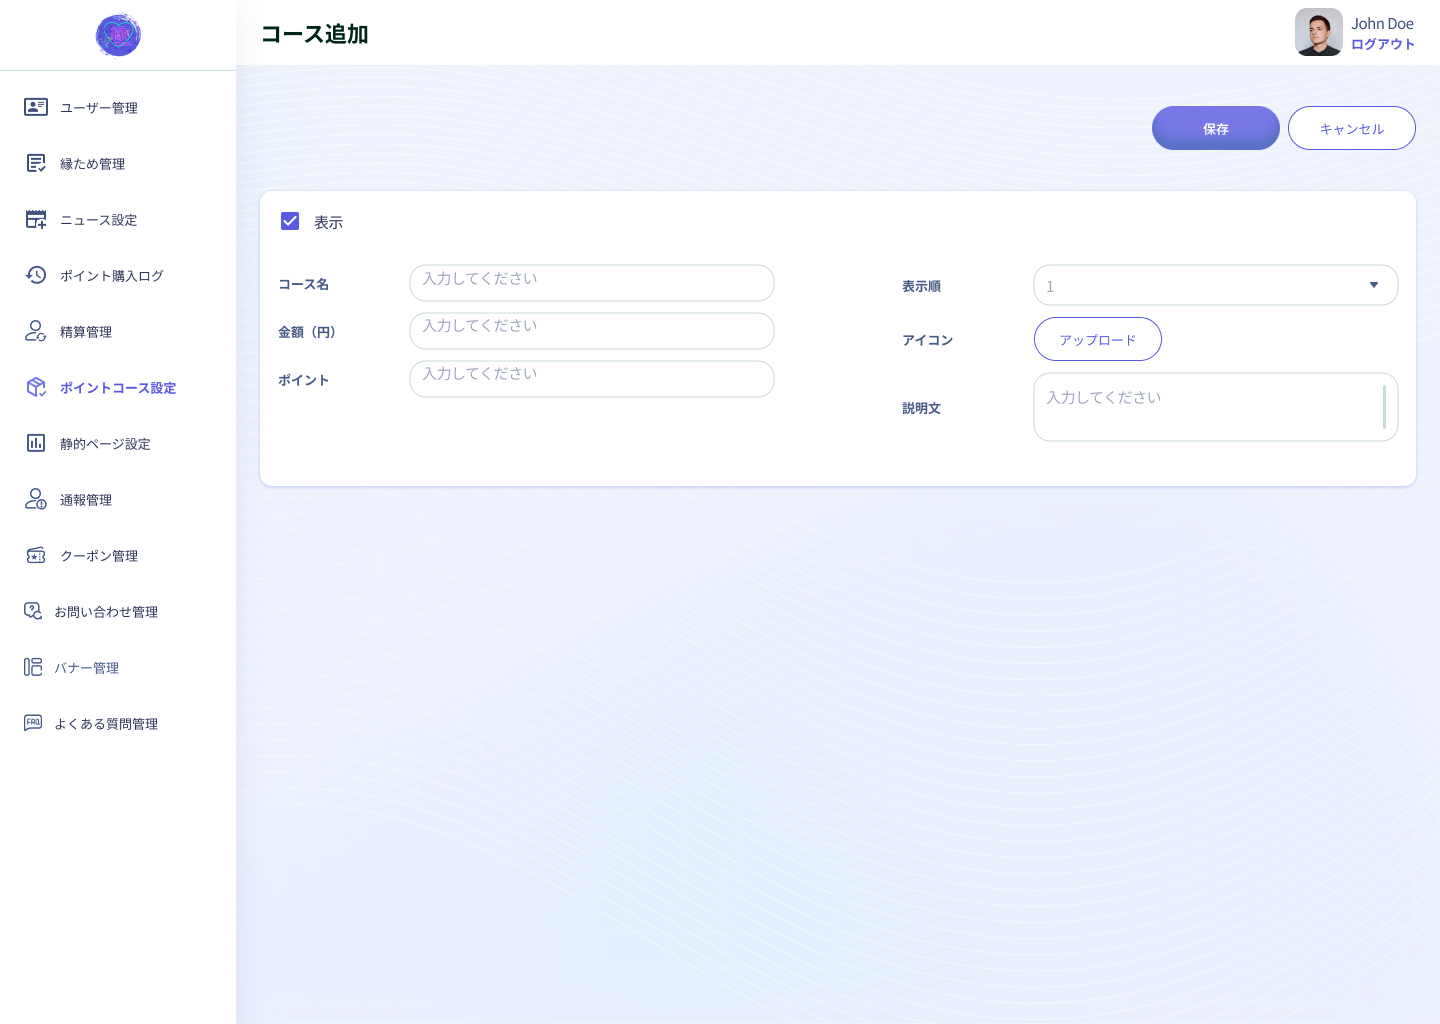 コース追加
John Doe
ログアウト
ユーザー管理
縁ため管理
ニュース設定
ポイント購入ログ
精算管理
ポイントコース設定
静的ページ設定
通報管理
クーポン管理
お問い合わせ管理
バナー管理
FAQ
よくある質問管理
保存
キャンセル
表示
コース名
入力してください
金額（円）
入力してください
ポイント
入力してください
表示順
1
アイコン
アップロード
説明文
入力してください